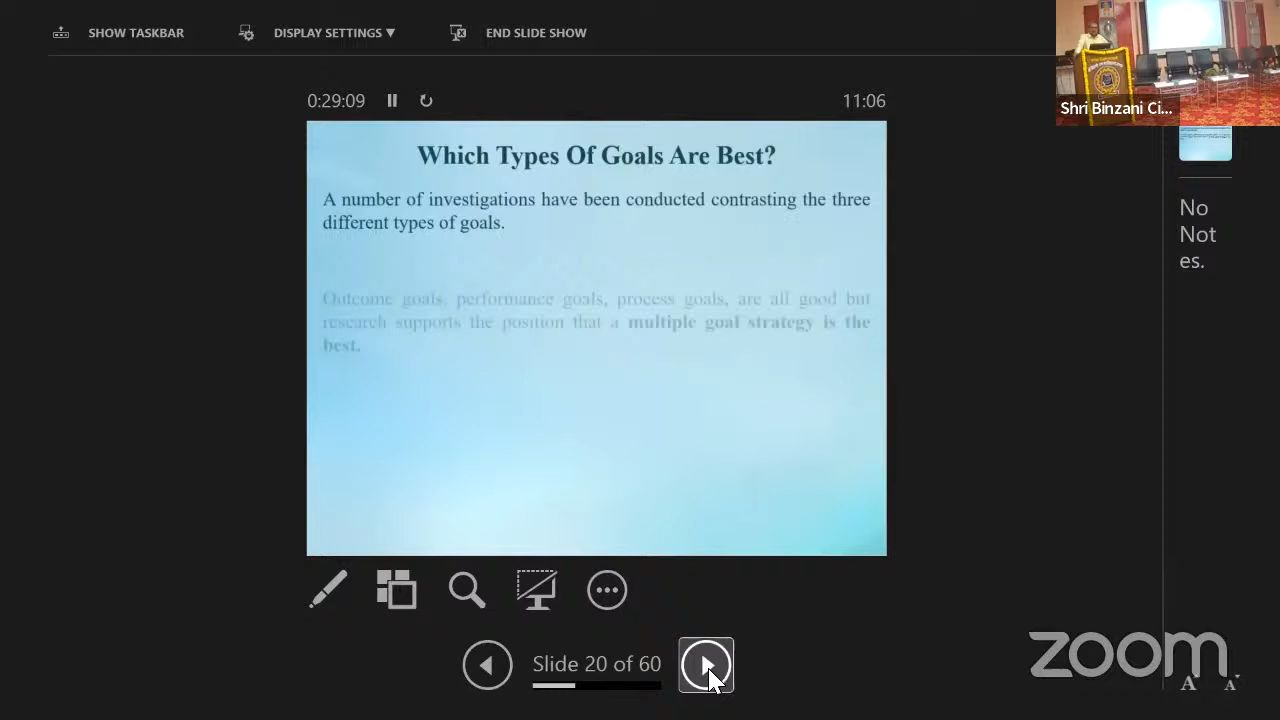 SHOW TASKBAR
DISPLAY SETTINGS ▼
END SLIDE SHOW
0:29:09
11:06
Shri Binzani Ci...
Which Types Of Goals Are Best?
A number of investigations have been conducted contrasting the three
different types of goals.
Outcome goals, performance goals, process goals, are all good but
research supports the position that a multiple goal strategy is the
best.
No
Not
es.
Slide 20 of 60
zoom
A
A